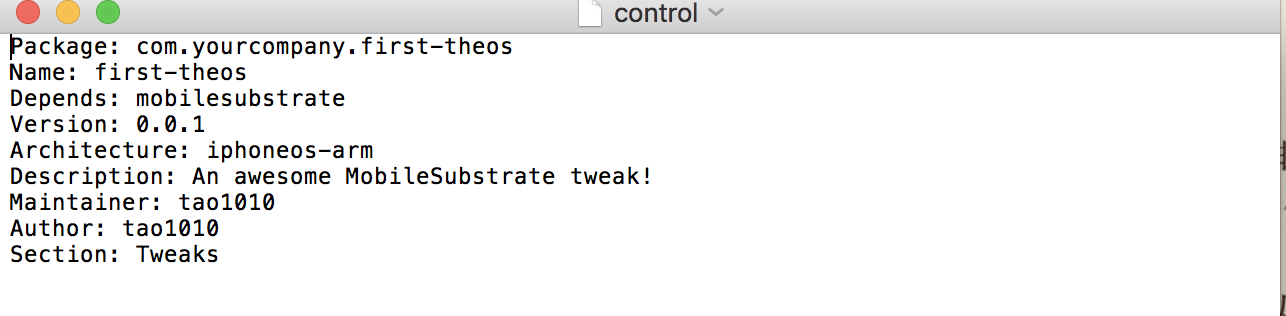 control
Package: com.yourcompany.first-theos
Name: first-theos
Depends: mobilesubstrate
Version: 0.0.1
Architecture: iphoneos-arm
Description: An awesome MobileSubstrate tweak!
Maintainer: tao1010
Author: tao1010
Section: Tweaks